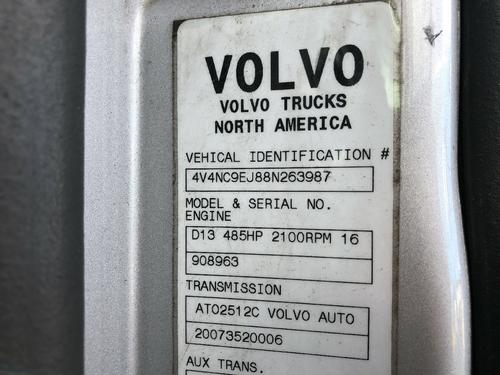 VOLVO
VOLVO TRUCKS
NORTH AMERICA
VEHICAL IDENTIFICATION #
4V4NC9EJ88N263987
MODEL & SERIAL NO.
ENGINE
D13 485HP 2100RPM 16
908963
TRANSMISSION
ATO2512C VOLVO AUTO
20073520006
AUX TRANS.